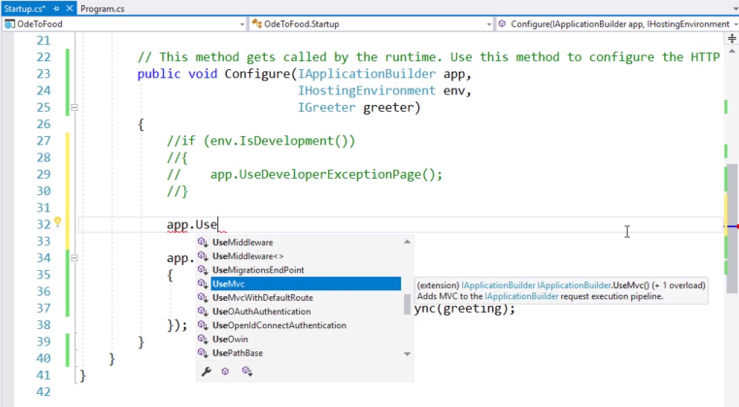 Startup.cs* Program.cs
OdeToFood OdeToFood.Startup Configure(IApplicationBuilder app, IHostingEnvironment
21
22 // This method gets called by the runtime. Use this method to configure the HTTP
23 public void Configure(IApplicationBuilder app,
24 IHostingEnvironment env,
25 IGreeter greeter)
26 {
27 //if (env.IsDevelopment())
28 //{
29 // app.UseDeveloperExceptionPage();
30 //}
31
32 app.Use
33
34 app.
35 {
36
37 ync(greeting);
38 });
39 }
40 }
41 }
42
UseMiddleware
UseMiddleware<>
UseMigrationsEndPoint
UseMvc
UseMvcWithDefaultRoute
UseOAuthAuthentication
UseOpenIdConnectAuthentication
UseOwin
UsePathBase
(extension) IApplicationBuilder IApplicationBuilder.UseMvc() (+ 1 overload)
Adds MVC to the IApplicationBuilder request execution pipeline.